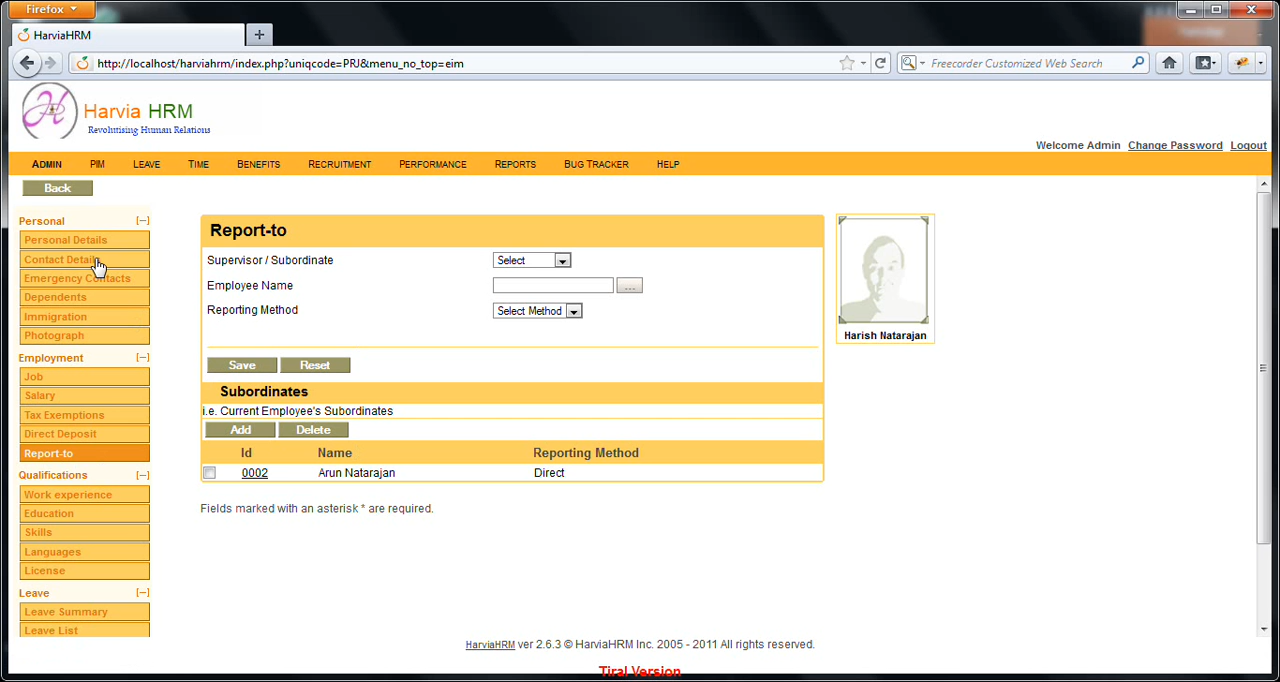 Firefox
HarviaHRM
http://localhost/harviahrm/index.php?uniqcode=PRJ&menu_no_top=eim
Freecorder Customized Web Search
Harvia HRM
Revolutising Human Relations
Welcome Admin Change Password Logout
ADMIN PIM LEAVE TIME BENEFITS RECRUITMENT PERFORMANCE REPORTS BUG TRACKER HELP
Back
Personal [–]
Personal Details
Contact Details
Emergency Contacts
Dependents
Immigration
Photograph
Employment [–]
Job
Salary
Tax Exemptions
Direct Deposit
Report-to
Qualifications [–]
Work experience
Education
Skills
Languages
License
Leave [–]
Leave Summary
Leave List
Report-to
Supervisor / Subordinate Select
Employee Name ...
Reporting Method Select Method
Save Reset
Subordinates
i.e. Current Employee's Subordinates
Add Delete
Id Name Reporting Method
0002 Arun Natarajan Direct
Fields marked with an asterisk * are required.
Harish Natarajan
HarviaHRM ver 2.6.3 © HarviaHRM Inc. 2005 - 2011 All rights reserved.
Tiral Version